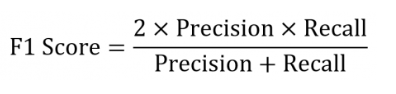 F1 Score = 2 × Precision × Recall / Precision + Recall